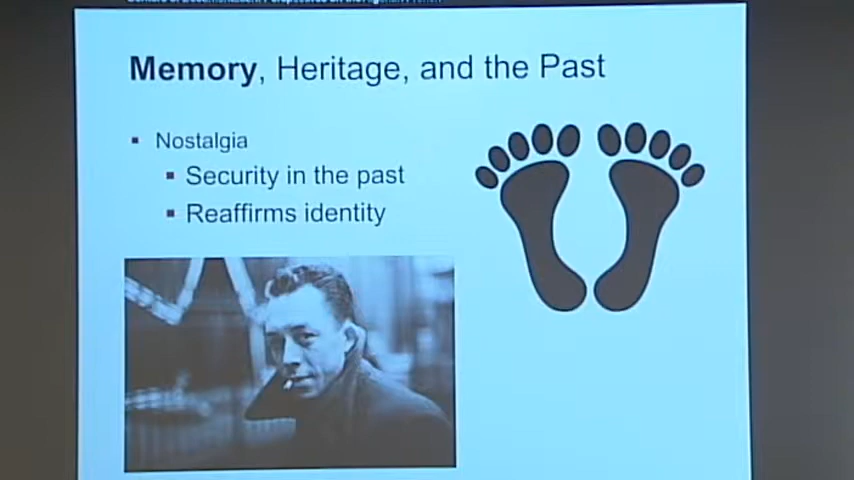 Memory, Heritage, and the Past
Nostalgia
Security in the past
Reaffirms identity